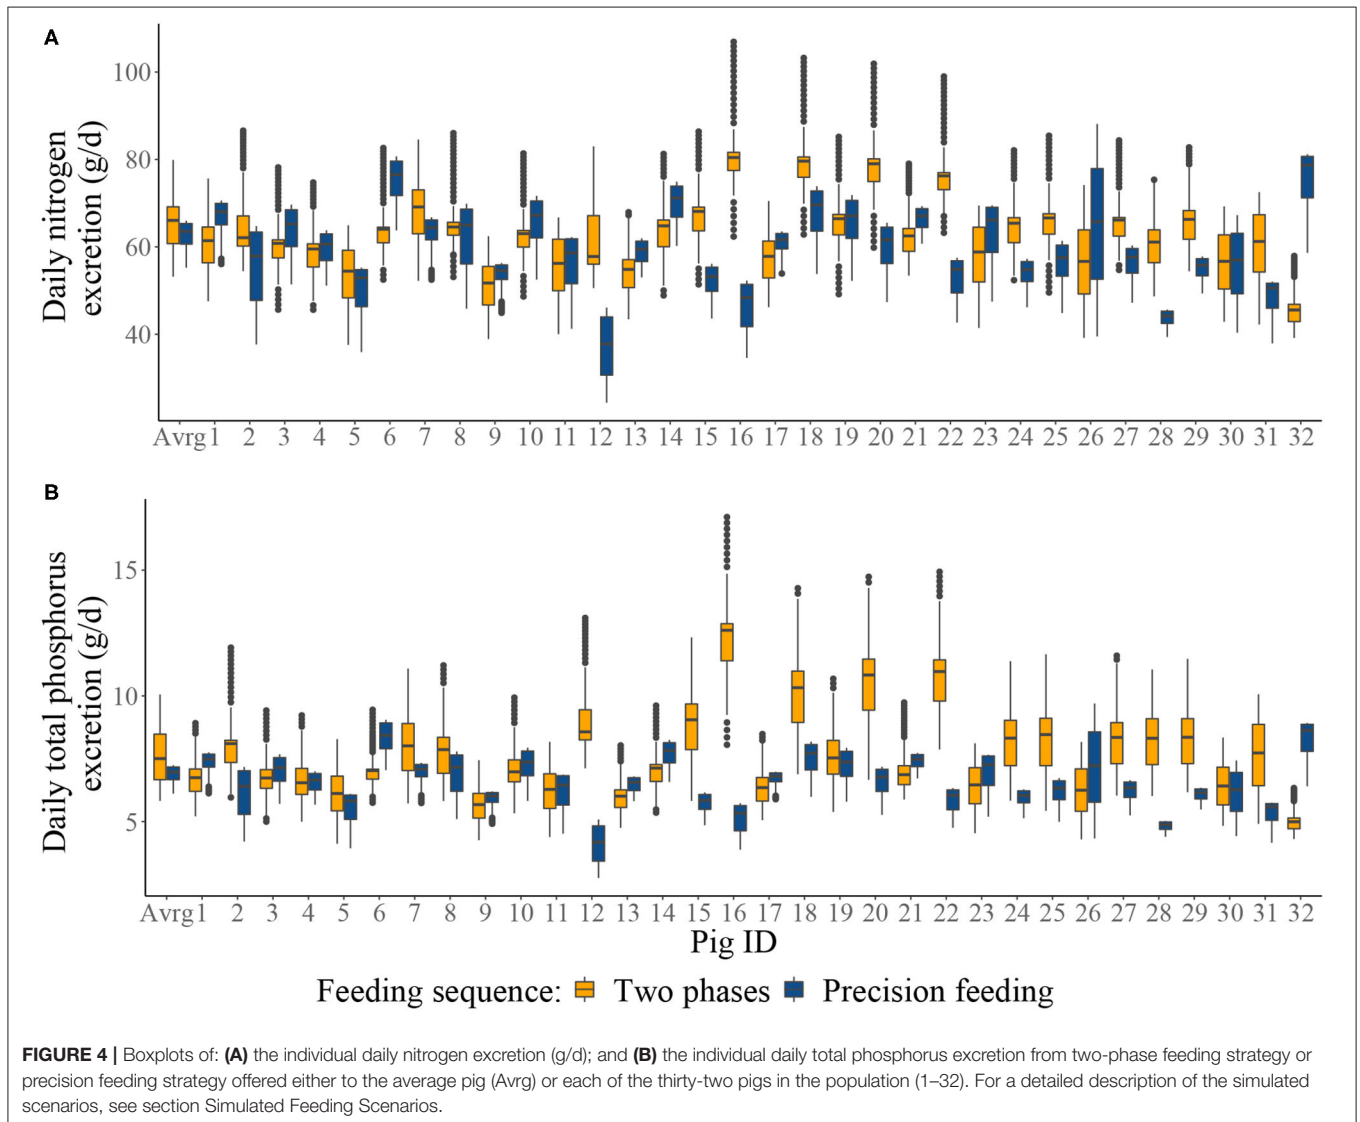 A
Daily nitrogen
excretion (g/d)
100
80
60
40
Avrg 1 2 3 4 5 6 7 8 9 10 11 12 13 14 15 16 17 18 19 20 21 22 23 24 25 26 27 28 29 30 31 32
B
Daily total phosphorus
excretion (g/d)
15
10
5
Avrg 1 2 3 4 5 6 7 8 9 10 11 12 13 14 15 16 17 18 19 20 21 22 23 24 25 26 27 28 29 30 31 32
Pig ID
Feeding sequence: Two phases Precision feeding
FIGURE 4 | Boxplots of: (A) the individual daily nitrogen excretion (g/d); and (B) the individual daily total phosphorus excretion from two-phase feeding strategy or
precision feeding strategy offered either to the average pig (Avrg) or each of the thirty-two pigs in the population (1–32). For a detailed description of the simulated
scenarios, see section Simulated Feeding Scenarios.